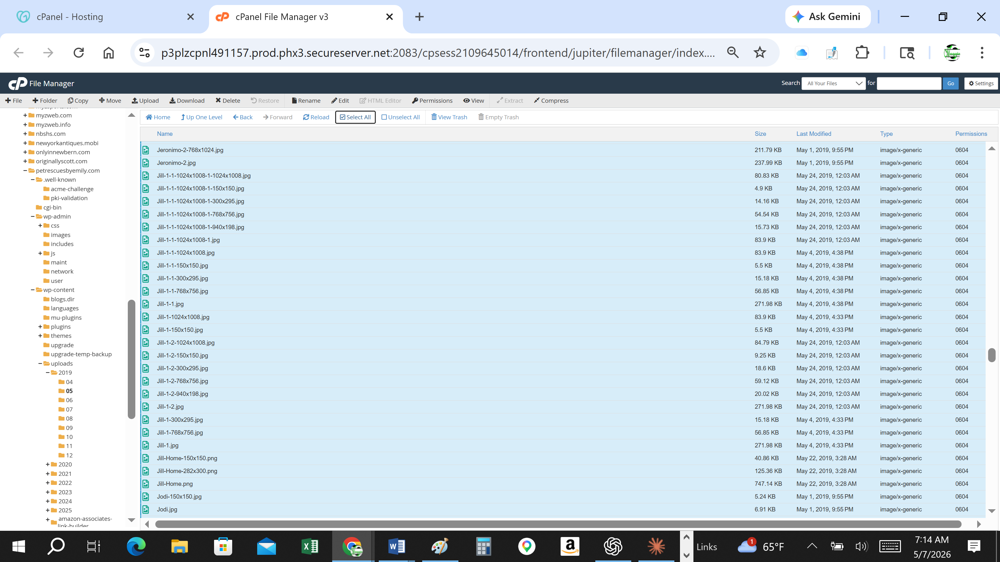 cPanel - Hosting
cPanel File Manager v3
Ask Gemini
p3plzcpnl491157.prod.phx3.secureserver.net:2083/cpsess2109645014/frontend/jupiter/filemanager/index....
cP File Manager
Search All Your Files for Go Settings
File Folder Copy Move Upload Download Delete Restore Rename Edit HTML Editor Permissions View Extract Compress
Home Up One Level Back Forward Reload Select All Unselect All View Trash Empty Trash
myzweb.com
myzweb.info
nbshs.com
newyorkantiques.mobi
onlyinnewbern.com
originallyscott.com
petrescuesbyemily.com
.well-known
acme-challenge
pki-validation
cgi-bin
wp-admin
css
images
includes
js
maint
network
user
wp-content
blogs.dir
languages
mu-plugins
plugins
themes
upgrade
upgrade-temp-backup
uploads
2019
04
05
06
07
08
09
10
11
12
2020
2021
2022
2023
2024
2025
amazon-associates-
link-builder
Name Size Last Modified Type Permissions
Jeronimo-2-768x1024.jpg 211.79 KB May 1, 2019, 9:55 PM image/x-generic 0604
Jeronimo-2.jpg 237.99 KB May 1, 2019, 9:55 PM image/x-generic 0604
Jill-1-1-1024x1008-1-1024x1008.jpg 80.83 KB May 24, 2019, 12:03 AM image/x-generic 0604
Jill-1-1-1024x1008-1-150x150.jpg 4.9 KB May 24, 2019, 12:03 AM image/x-generic 0604
Jill-1-1-1024x1008-1-300x295.jpg 14.16 KB May 24, 2019, 12:03 AM image/x-generic 0604
Jill-1-1-1024x1008-1-768x756.jpg 54.54 KB May 24, 2019, 12:03 AM image/x-generic 0604
Jill-1-1-1024x1008-1-940x198.jpg 15.73 KB May 24, 2019, 12:03 AM image/x-generic 0604
Jill-1-1-1024x1008-1.jpg 83.9 KB May 24, 2019, 12:03 AM image/x-generic 0604
Jill-1-1-1024x1008.jpg 83.9 KB May 4, 2019, 4:38 PM image/x-generic 0604
Jill-1-1-150x150.jpg 5.5 KB May 4, 2019, 4:38 PM image/x-generic 0604
Jill-1-1-300x295.jpg 15.18 KB May 4, 2019, 4:38 PM image/x-generic 0604
Jill-1-1-768x756.jpg 56.85 KB May 4, 2019, 4:38 PM image/x-generic 0604
Jill-1-1.jpg 271.98 KB May 4, 2019, 4:38 PM image/x-generic 0604
Jill-1-1024x1008.jpg 83.9 KB May 4, 2019, 4:33 PM image/x-generic 0604
Jill-1-150x150.jpg 5.5 KB May 4, 2019, 4:33 PM image/x-generic 0604
Jill-1-2-1024x1008.jpg 84.79 KB May 24, 2019, 12:03 AM image/x-generic 0604
Jill-1-2-150x150.jpg 9.25 KB May 24, 2019, 12:03 AM image/x-generic 0604
Jill-1-2-300x295.jpg 18.6 KB May 24, 2019, 12:03 AM image/x-generic 0604
Jill-1-2-768x756.jpg 59.12 KB May 24, 2019, 12:03 AM image/x-generic 0604
Jill-1-2-940x198.jpg 20.02 KB May 24, 2019, 12:03 AM image/x-generic 0604
Jill-1-2.jpg 271.98 KB May 24, 2019, 12:03 AM image/x-generic 0604
Jill-1-300x295.jpg 15.18 KB May 4, 2019, 4:33 PM image/x-generic 0604
Jill-1-768x756.jpg 56.85 KB May 4, 2019, 4:33 PM image/x-generic 0604
Jill-1.jpg 271.98 KB May 4, 2019, 4:33 PM image/x-generic 0604
Jill-Home-150x150.png 40.86 KB May 22, 2019, 3:28 AM image/x-generic 0604
Jill-Home-282x300.png 125.36 KB May 22, 2019, 3:28 AM image/x-generic 0604
Jill-Home.png 747.14 KB May 22, 2019, 3:28 AM image/x-generic 0604
Jodi-150x150.jpg 5.24 KB May 1, 2019, 9:55 PM image/x-generic 0604
Jodi.jpg 6.91 KB May 1, 2019, 9:55 PM image/x-generic 0604
Links
1
65°F
7:14 AM
5/7/2026